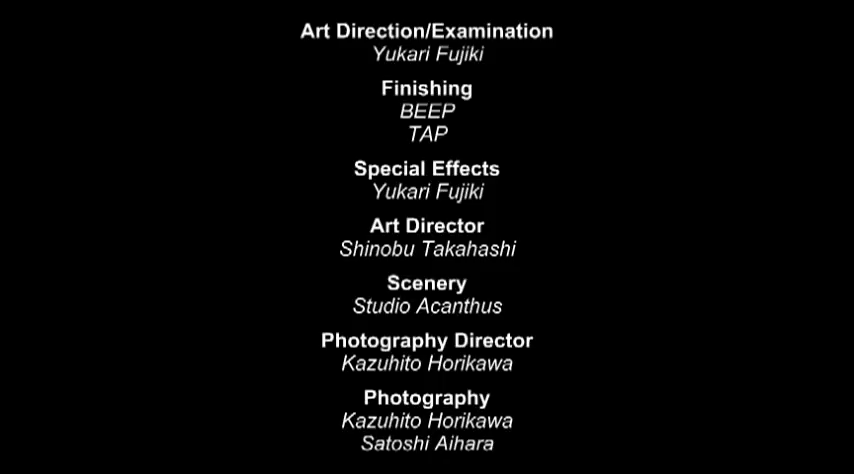 Art Direction/Examination
Yukari Fujiki
Finishing
BEEP
TAP
Special Effects
Yukari Fujiki
Art Director
Shinobu Takahashi
Scenery
Studio Acanthus
Photography Director
Kazuhito Horikawa
Photography
Kazuhito Horikawa
Satoshi Aihara